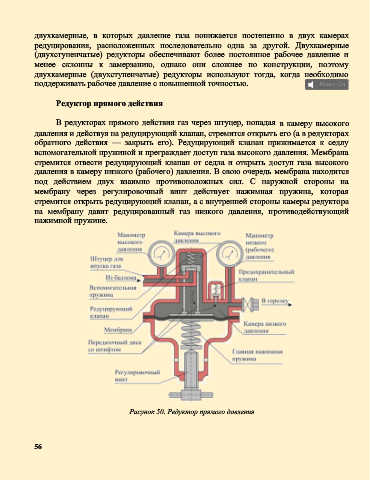 двухкамерные, в которых давление газа понижается постепенно в двух камерах
редуцирования, расположенных последовательно одна за другой. Двухкамерные
(двухступенчатые) редукторы обеспечивают более постоянное рабочее давление и
менее склонны к замерзанию, однако они сложнее по конструкции, поэтому
двухкамерные (двухступенчатые) редукторы используют тогда, когда необходимо
поддерживать рабочее давление с повышенной точностью.
Редуктор прямого действия
В редукторах прямого действия газ через штуцер, попадая в камеру высокого
давления и действуя на редуцирующий клапан, стремится открыть его (а в редукторах
обратного действия — закрыть его). Редуцирующий клапан прижимается к седлу
вспомогательной пружиной и преграждает доступ газа высокого давления. Мембрана
стремится отвести редуцирующий клапан от седла и открыть доступ газа высокого
давления в камеру низкого (рабочего) давления. В свою очередь мембрана находится
под действием двух взаимно противоположных сил. С наружной стороны на
мембрану через регулировочный винт действует нажимная пружина, которая
стремится открыть редуцирующий клапан, а с внутренней стороны камеры редуктора
на мембрану давит редуцированный газ низкого давления, противодействующий
нажимной пружине.
Манометр
высокого
давления
Камера высокого
давления
Манометр
низкого
(рабочего)
давления
Штуцер для
впуска газа
Из баллона
Предохранительный
клапан
Вспомогательная
пружина
В горелку
Редуцирующий
клапан
Мембрана
Камера низкого
давления
Передаточный диск
со штифтом
Главная нажимная
пружина
Регулировочный
винт
Рисунок 50. Редуктор прямого давления
56